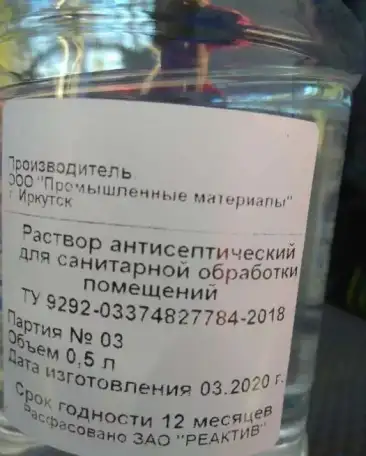 Производитель
ООО "Промышленные материалы"
г Иркутск
Раствор антисептический
для санитарной обработки
помещений
ТУ 9292-03374827784-2018
Партия № 03
Объем 0,5 л
Дата изготовления 03.2020 г.
Срок годности 12 месяцев
Расфасовано ЗАО "РЕАКТИВ"